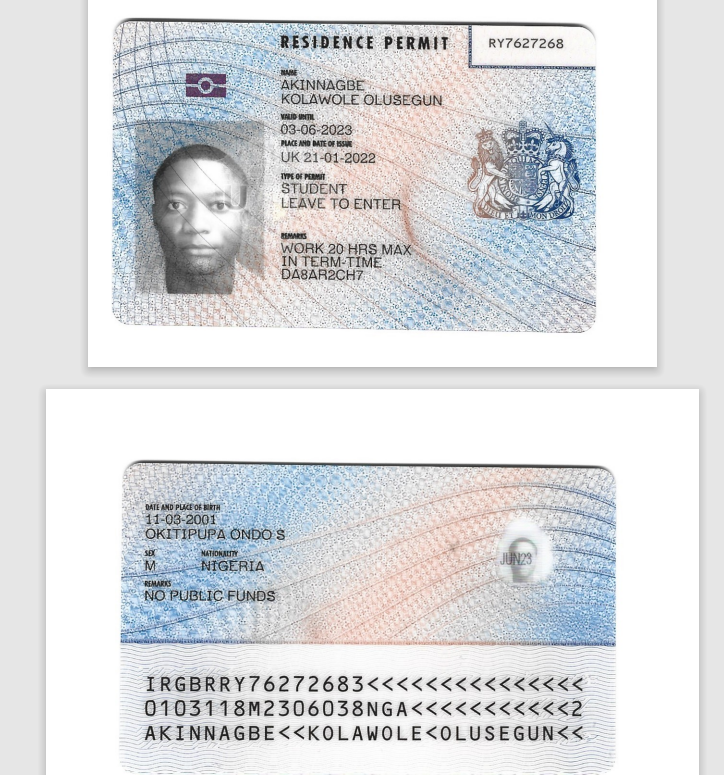 RESIDENCE PERMIT
RY7627268
NAME
AKINNAGBE
KOLAWOLE OLUSEGUN
VALID UNTIL
03-06-2023
PLACE AND DATE OF ISSUE
UK 21-01-2022
TYPE OF PERMIT
STUDENT
LEAVE TO ENTER
REMARKS
WORK 20 HRS MAX
IN TERM-TIME
DA8AR2CH7
DATE AND PLACE OF BIRTH
11-03-2001
OKITIPUPA ONDO S
SEX NATIONALITY
M NIGERIA
REMARKS
NO PUBLIC FUNDS
JUN23
IRGBRRY76272683<<<<<<<<<<<<<<<
0103118M2306038NGA<<<<<<<<<<<2
AKINNAGBE<<KOLAWOLE<OLUSEGUN<<